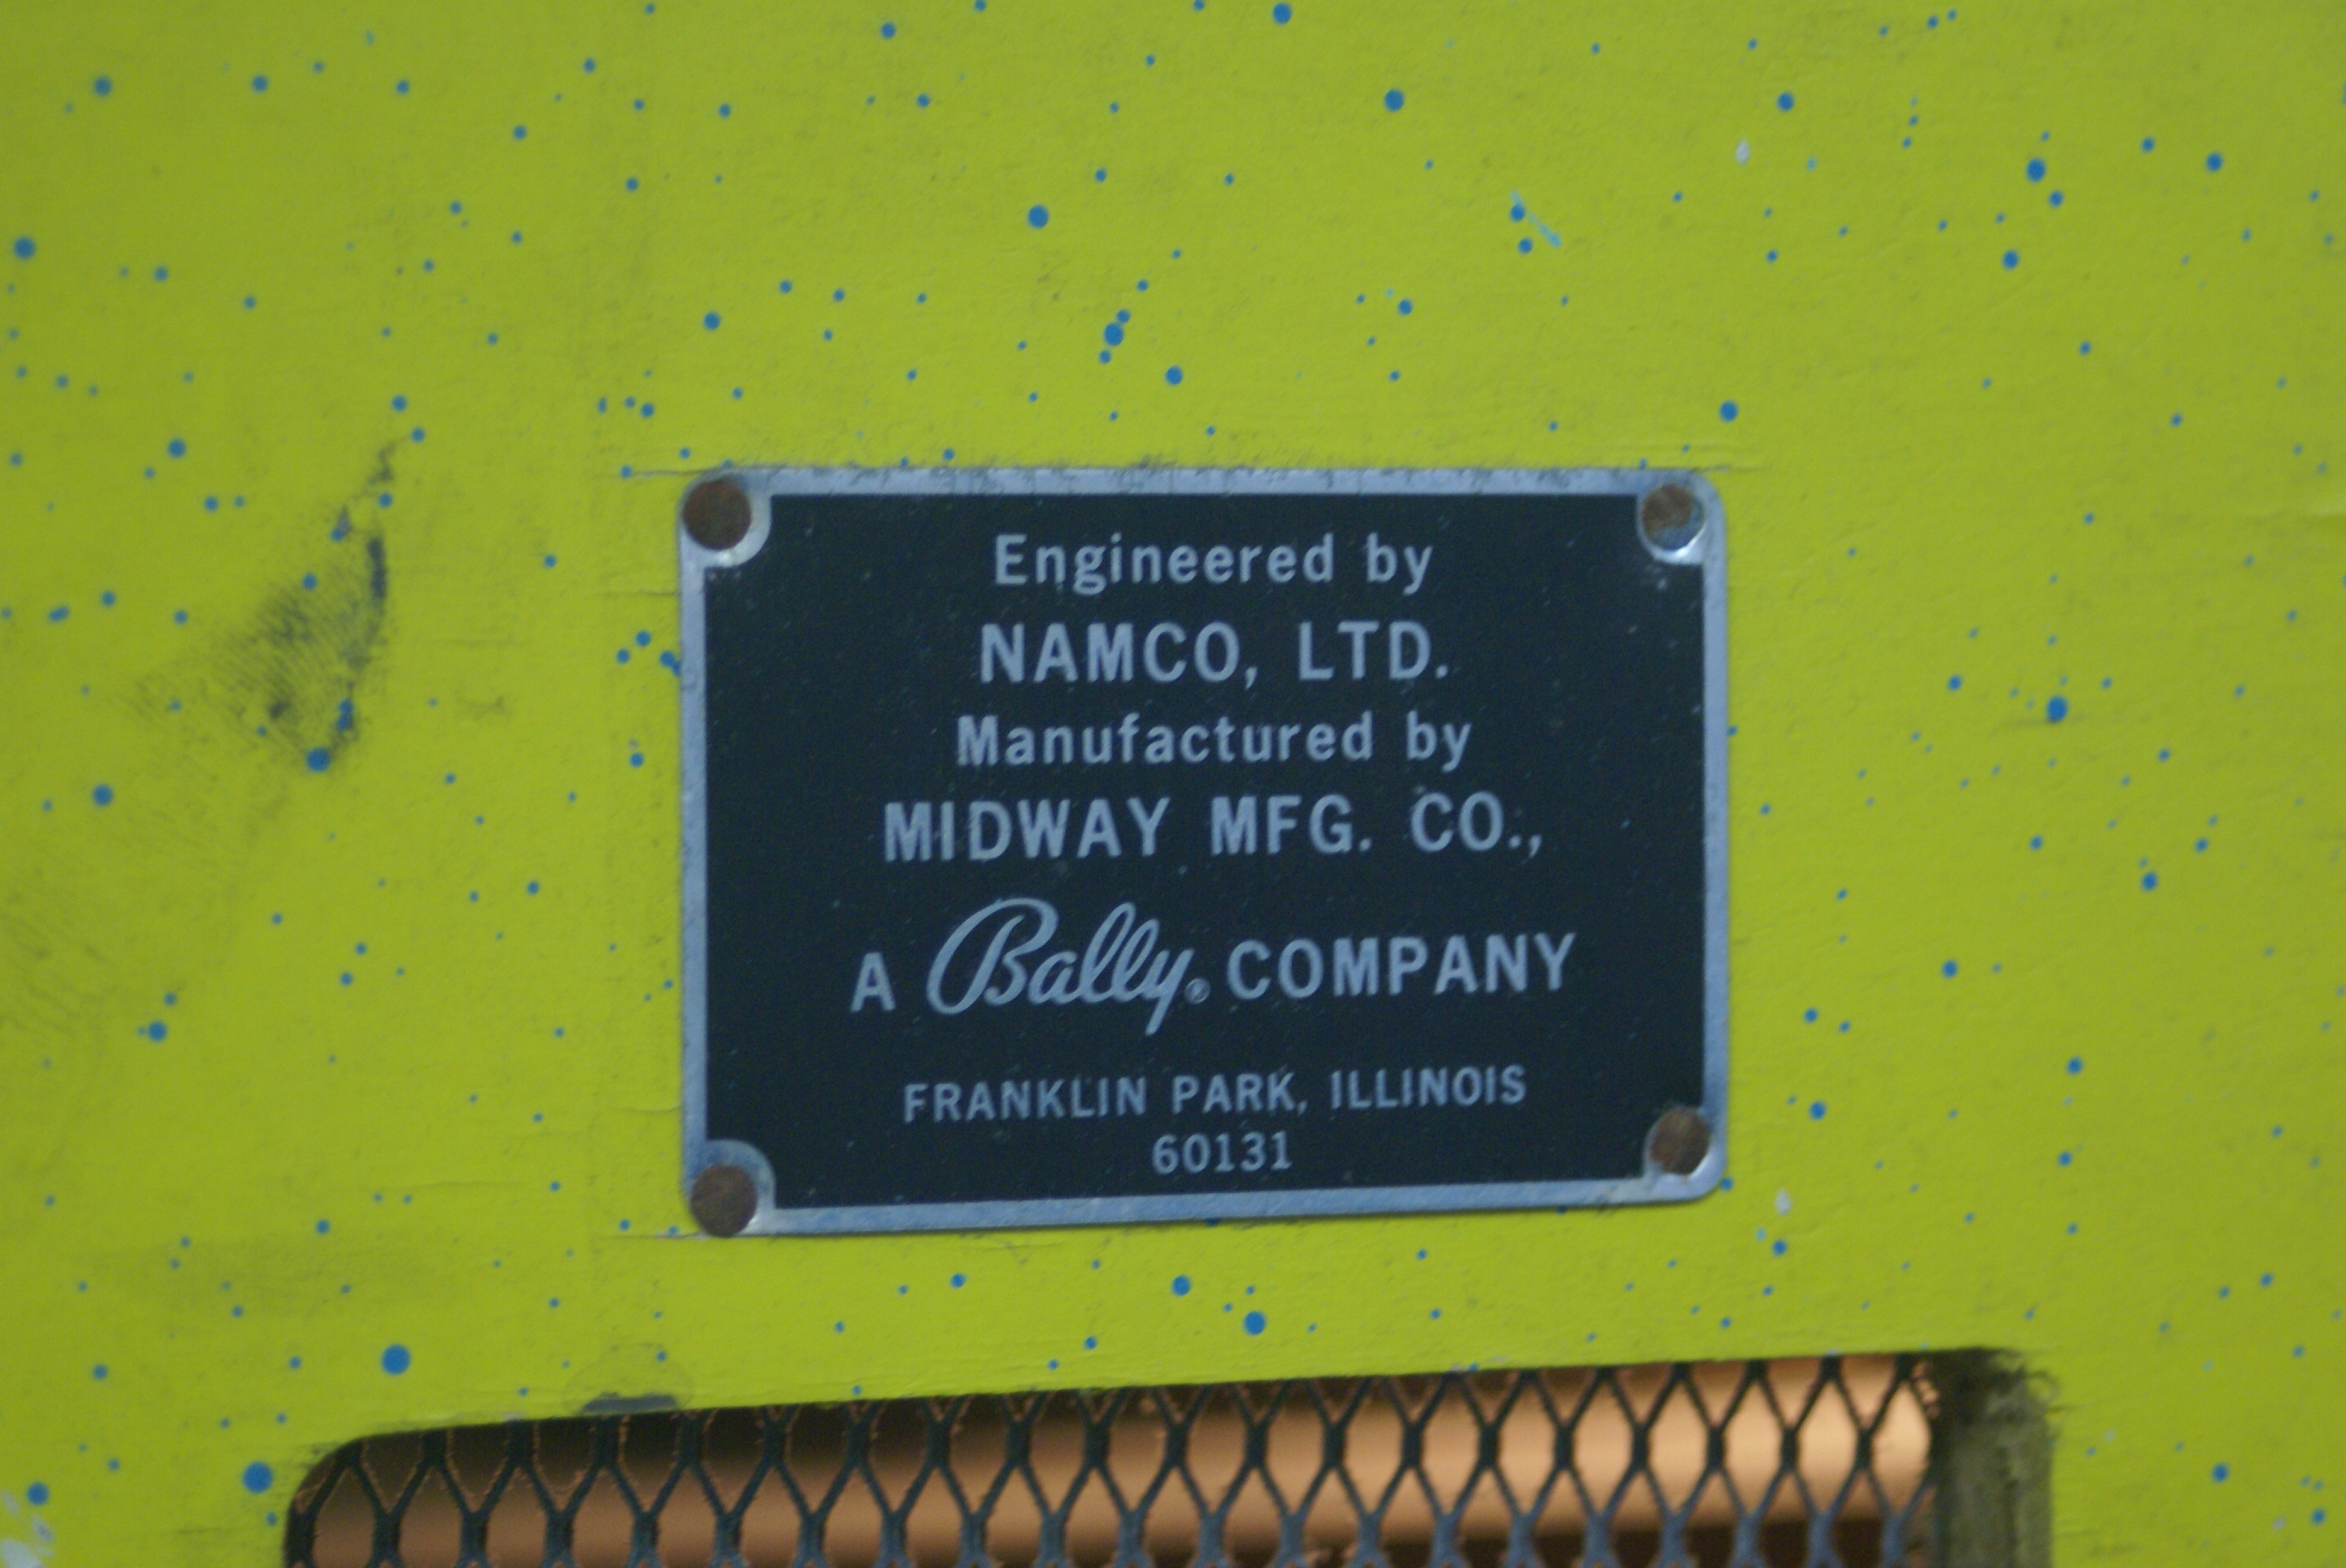 Engineered by
NAMCO, LTD.
Manufactured by
MIDWAY MFG. CO.,
A Bally® COMPANY
FRANKLIN PARK, ILLINOIS
60131